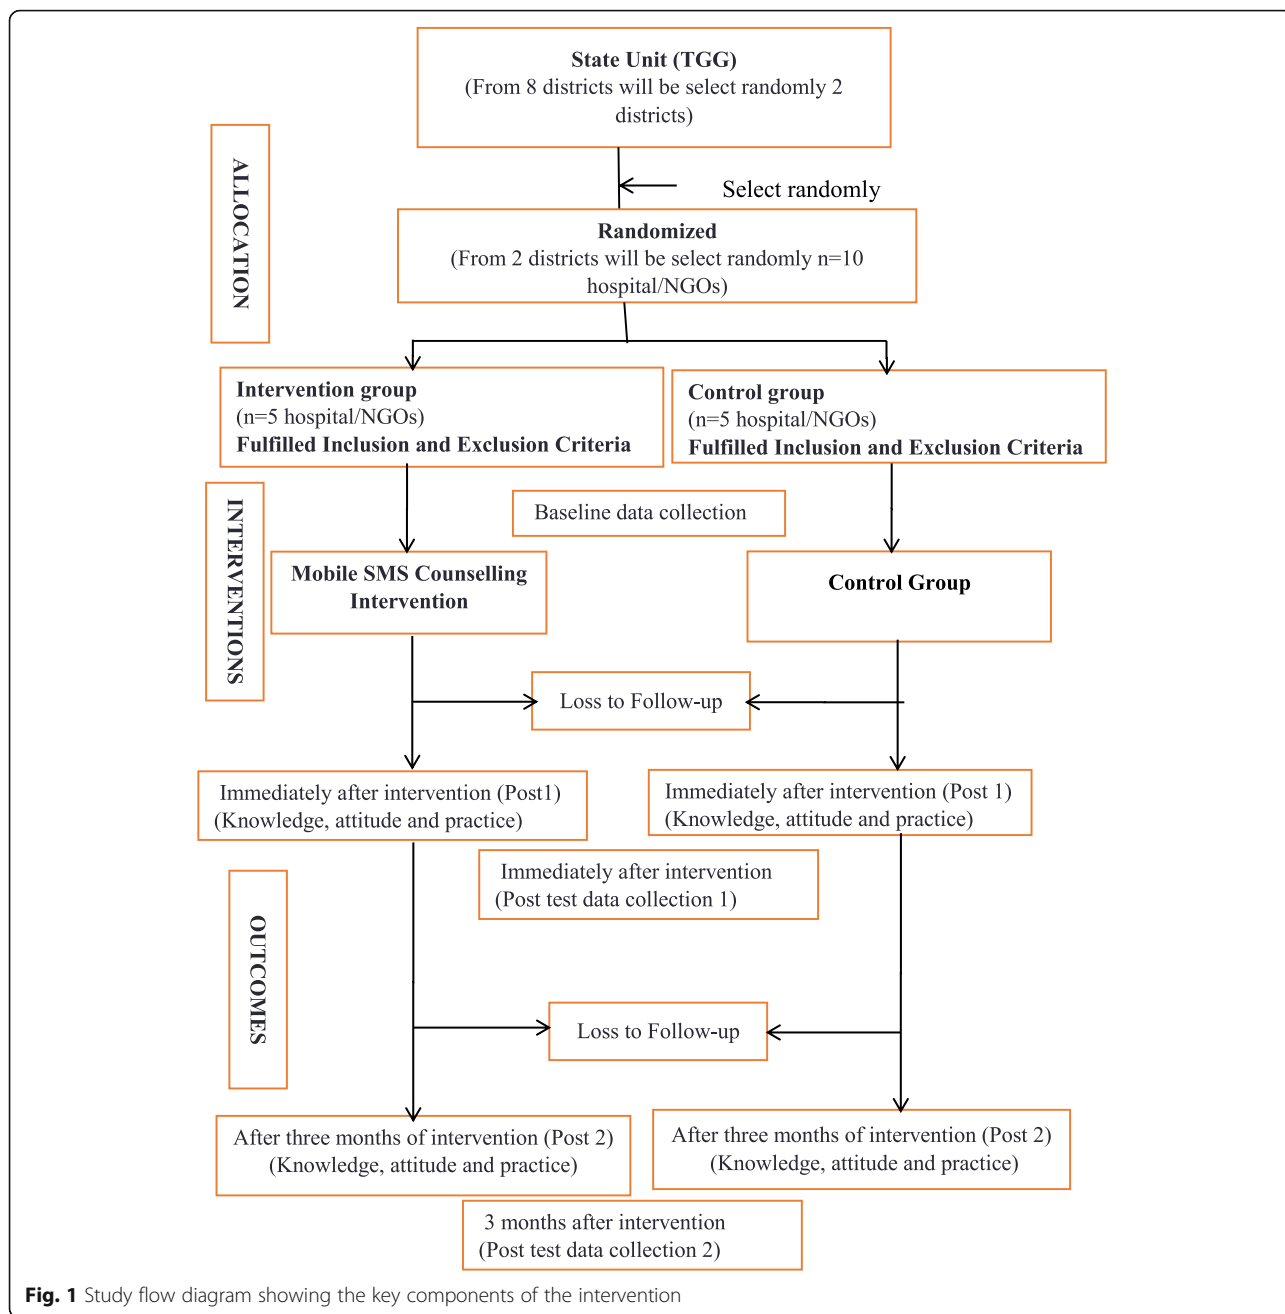 State Unit (TGG)
(From 8 districts will be select randomly 2
districts)
ALLOCATION
Select randomly
Randomized
(From 2 districts will be select randomly n=10
hospital/NGOs)
Intervention group
(n=5 hospital/NGOs)
Fulfilled Inclusion and Exclusion Criteria
Control group
(n=5 hospital/NGOs)
Fulfilled Inclusion and Exclusion Criteria
INTERVENTIONS
Baseline data collection
Mobile SMS Counselling
Intervention
Control Group
Loss to Follow-up
Immediately after intervention (Post1)
(Knowledge, attitude and practice)
Immediately after intervention (Post 1)
(Knowledge, attitude and practice)
Immediately after intervention
(Post test data collection 1)
OUTCOMES
Loss to Follow-up
After three months of intervention (Post 2)
(Knowledge, attitude and practice)
After three months of intervention (Post 2)
(Knowledge, attitude and practice)
3 months after intervention
(Post test data collection 2)
Fig. 1 Study flow diagram showing the key components of the intervention